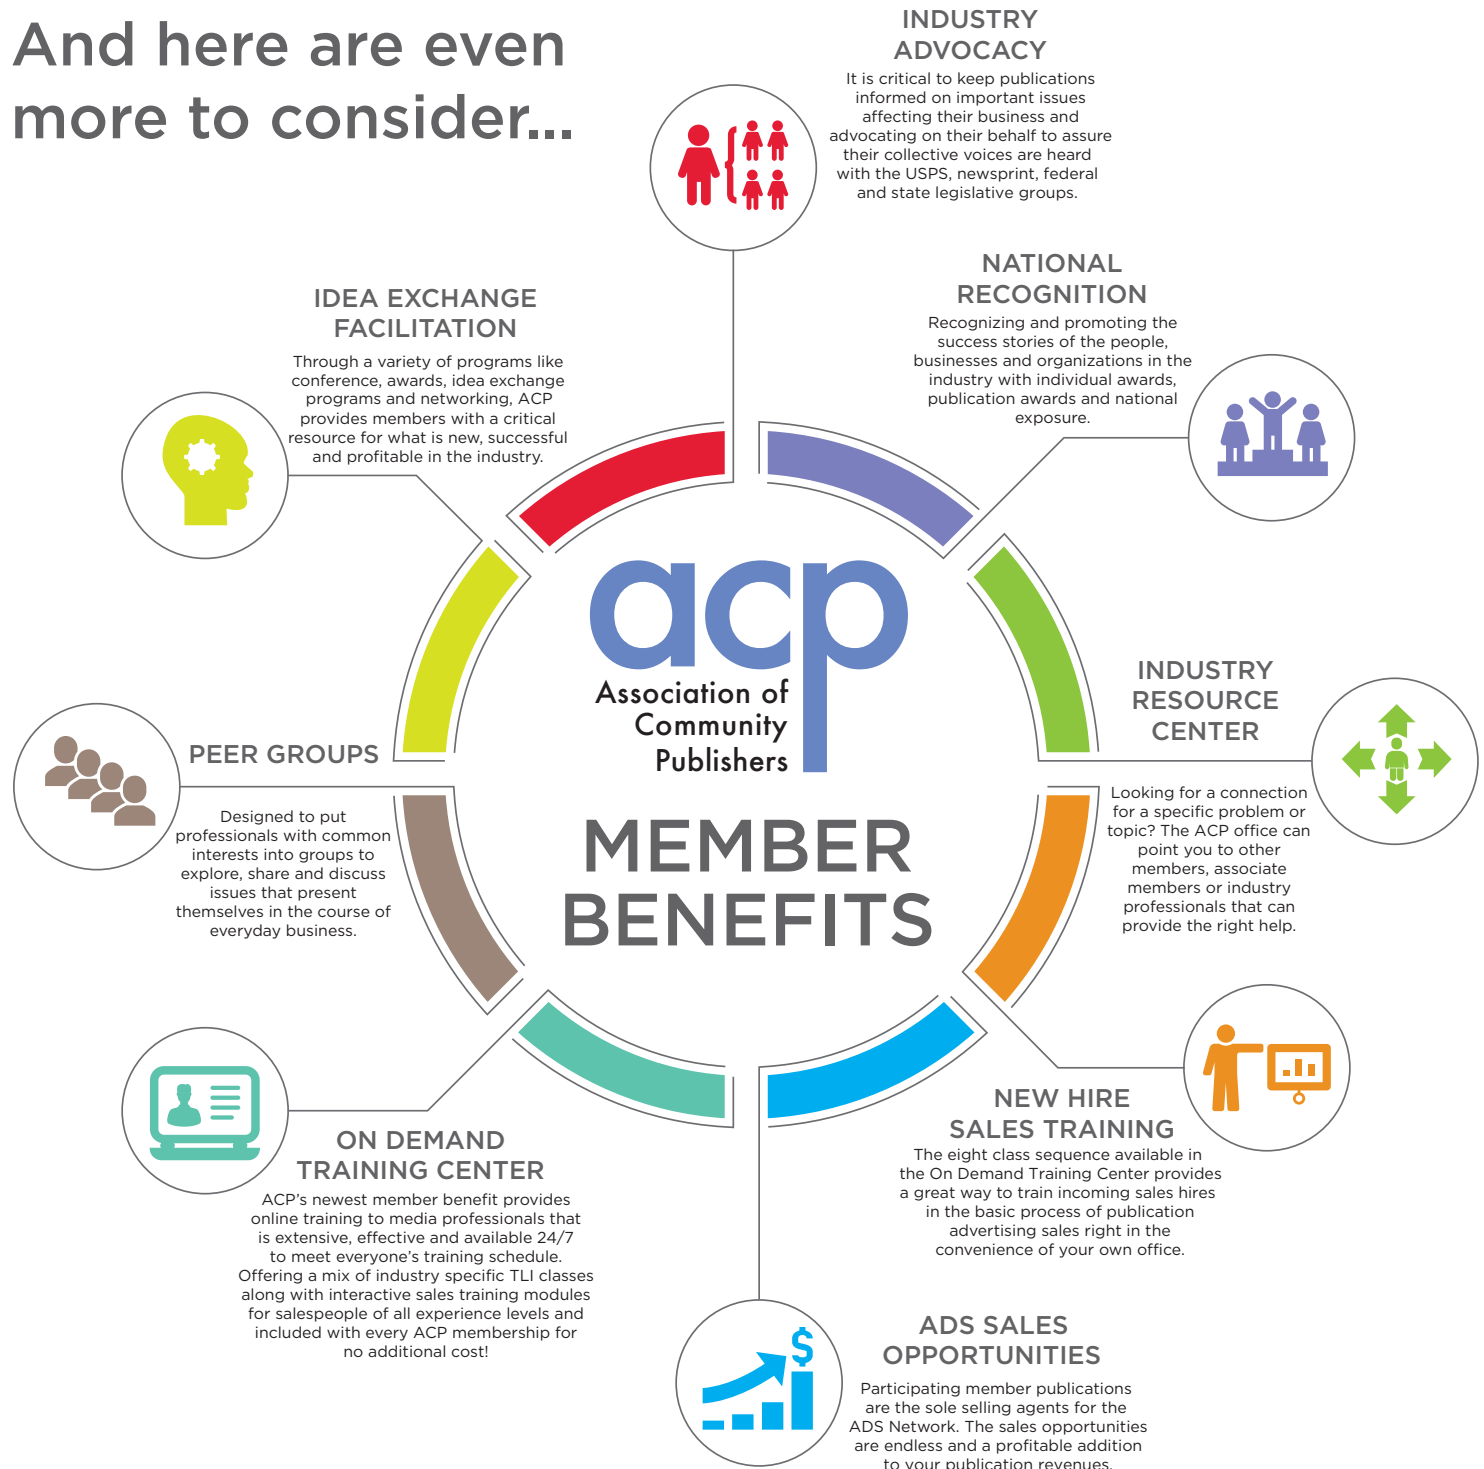 And here are even
more to consider...
INDUSTRY
ADVOCACY
It is critical to keep publications
informed on important issues
affecting their business and
advocating on their behalf to assure
their collective voices are heard
with the USPS, newsprint, federal
and state legislative groups.
NATIONAL
RECOGNITION
Recognizing and promoting the
success stories of the people,
businesses and organizations in the
industry with individual awards,
publication awards and national
exposure.
IDEA EXCHANGE
FACILITATION
Through a variety of programs like
conference, awards, idea exchange
programs and networking, ACP
provides members with a critical
resource for what is new, successful
and profitable in the industry.
acp
Association of
Community
Publishers
MEMBER
BENEFITS
INDUSTRY
RESOURCE
CENTER
Looking for a connection
for a specific problem or
topic? The ACP office can
point you to other
members, associate
members or industry
professionals that can
provide the right help.
PEER GROUPS
Designed to put
professionals with common
interests into groups to
explore, share and discuss
issues that present
themselves in the course of
everyday business.
NEW HIRE
SALES TRAINING
The eight class sequence available in
the On Demand Training Center provides
a great way to train incoming sales hires
in the basic process of publication
advertising sales right in the
convenience of your own office.
ON DEMAND
TRAINING CENTER
ACP’s newest member benefit provides
online training to media professionals that
is extensive, effective and available 24/7
to meet everyone’s training schedule.
Offering a mix of industry specific TLI classes
along with interactive sales training modules
for salespeople of all experience levels and
included with every ACP membership for
no additional cost!
$
ADS SALES
OPPORTUNITIES
Participating member publications
are the sole selling agents for the
ADS Network. The sales opportunities
are endless and a profitable addition
to your publication revenues.